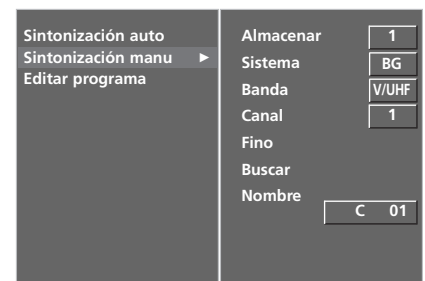 Sintonización auto
Sintonización manu ►
Editar programa
Almacenar 1
Sistema BG
Banda V/UHF
Canal 1
Fino
Buscar
Nombre
C 01